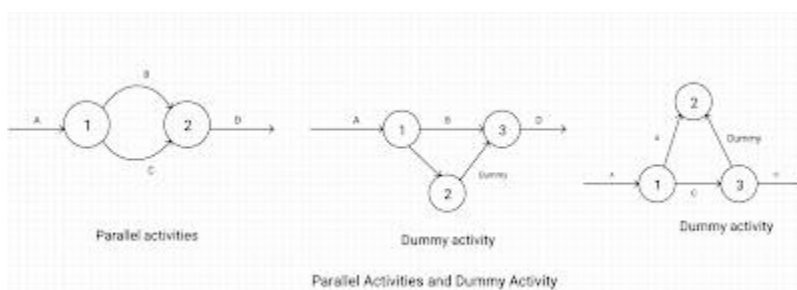 A
1
B
C
2
D
Parallel activities
A
1
B
3
D
2
Dummy
Dummy activity
2
Dummy
A
1
C
3
Dummy activity
Parallel Activities and Dummy Activity